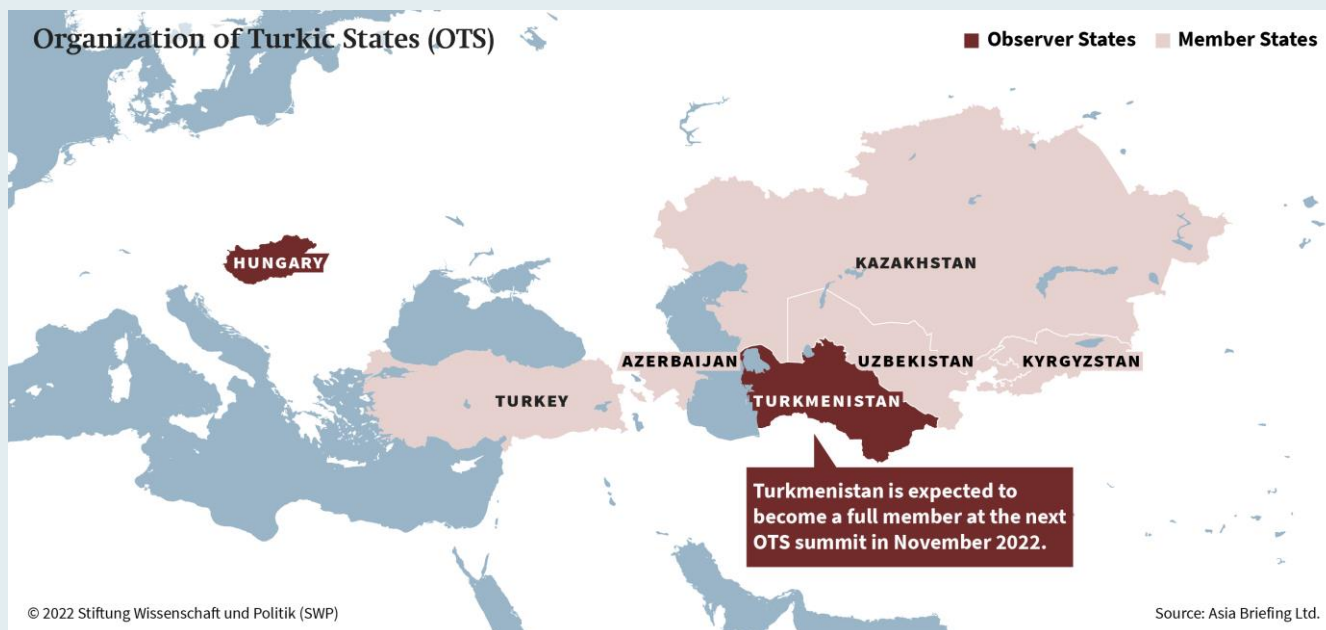 Organization of Turkic States (OTS)
Observer States
Member States
HUNGARY
KAZAKHSTAN
AZERBAIJAN
UZBEKISTAN
KYRGYZSTAN
TURKEY
TURKMENISTAN
Turkmenistan is expected to
become a full member at the next
OTS summit in November 2022.
© 2022 Stiftung Wissenschaft und Politik (SWP)
Source: Asia Briefing Ltd.